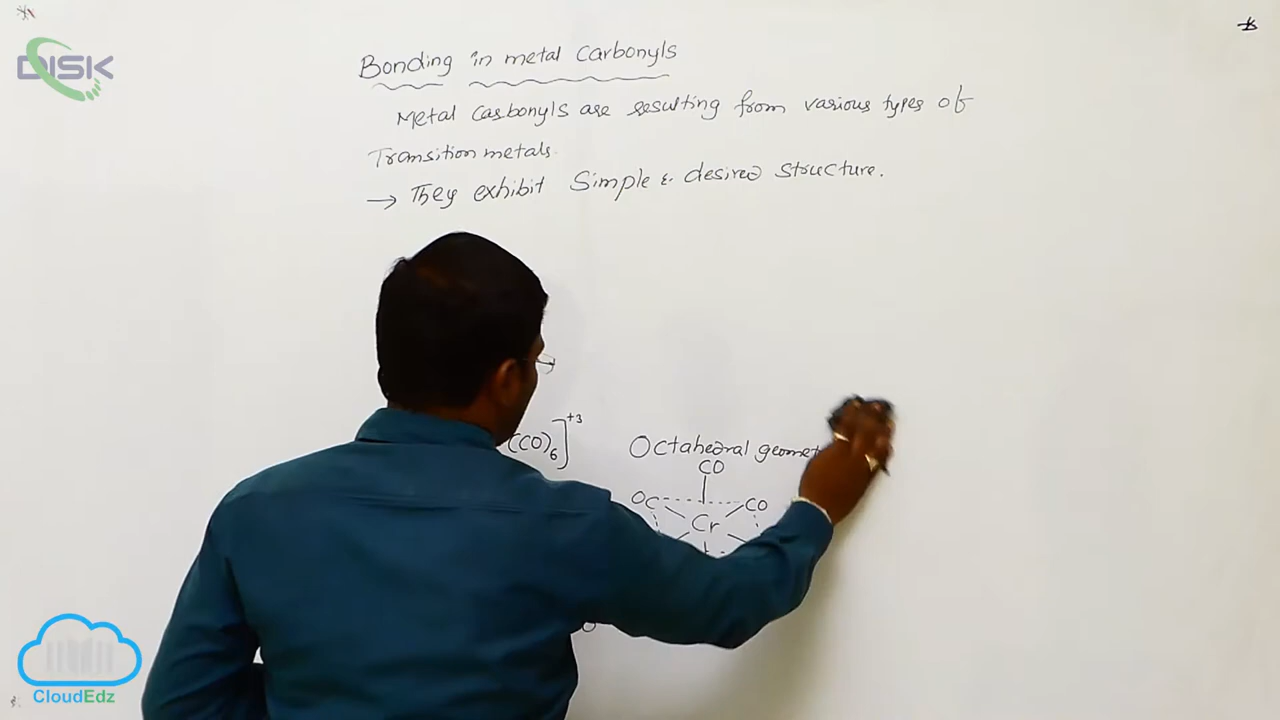 DISK
Bonding in metal carbonyls
Metal carbonyls are resulting from various types of
Transition metals.
→ They exhibit Simple & desired structure.
(CO)6]+3
Octahedral geomet
CO
OC CO
Cr
CloudEdz